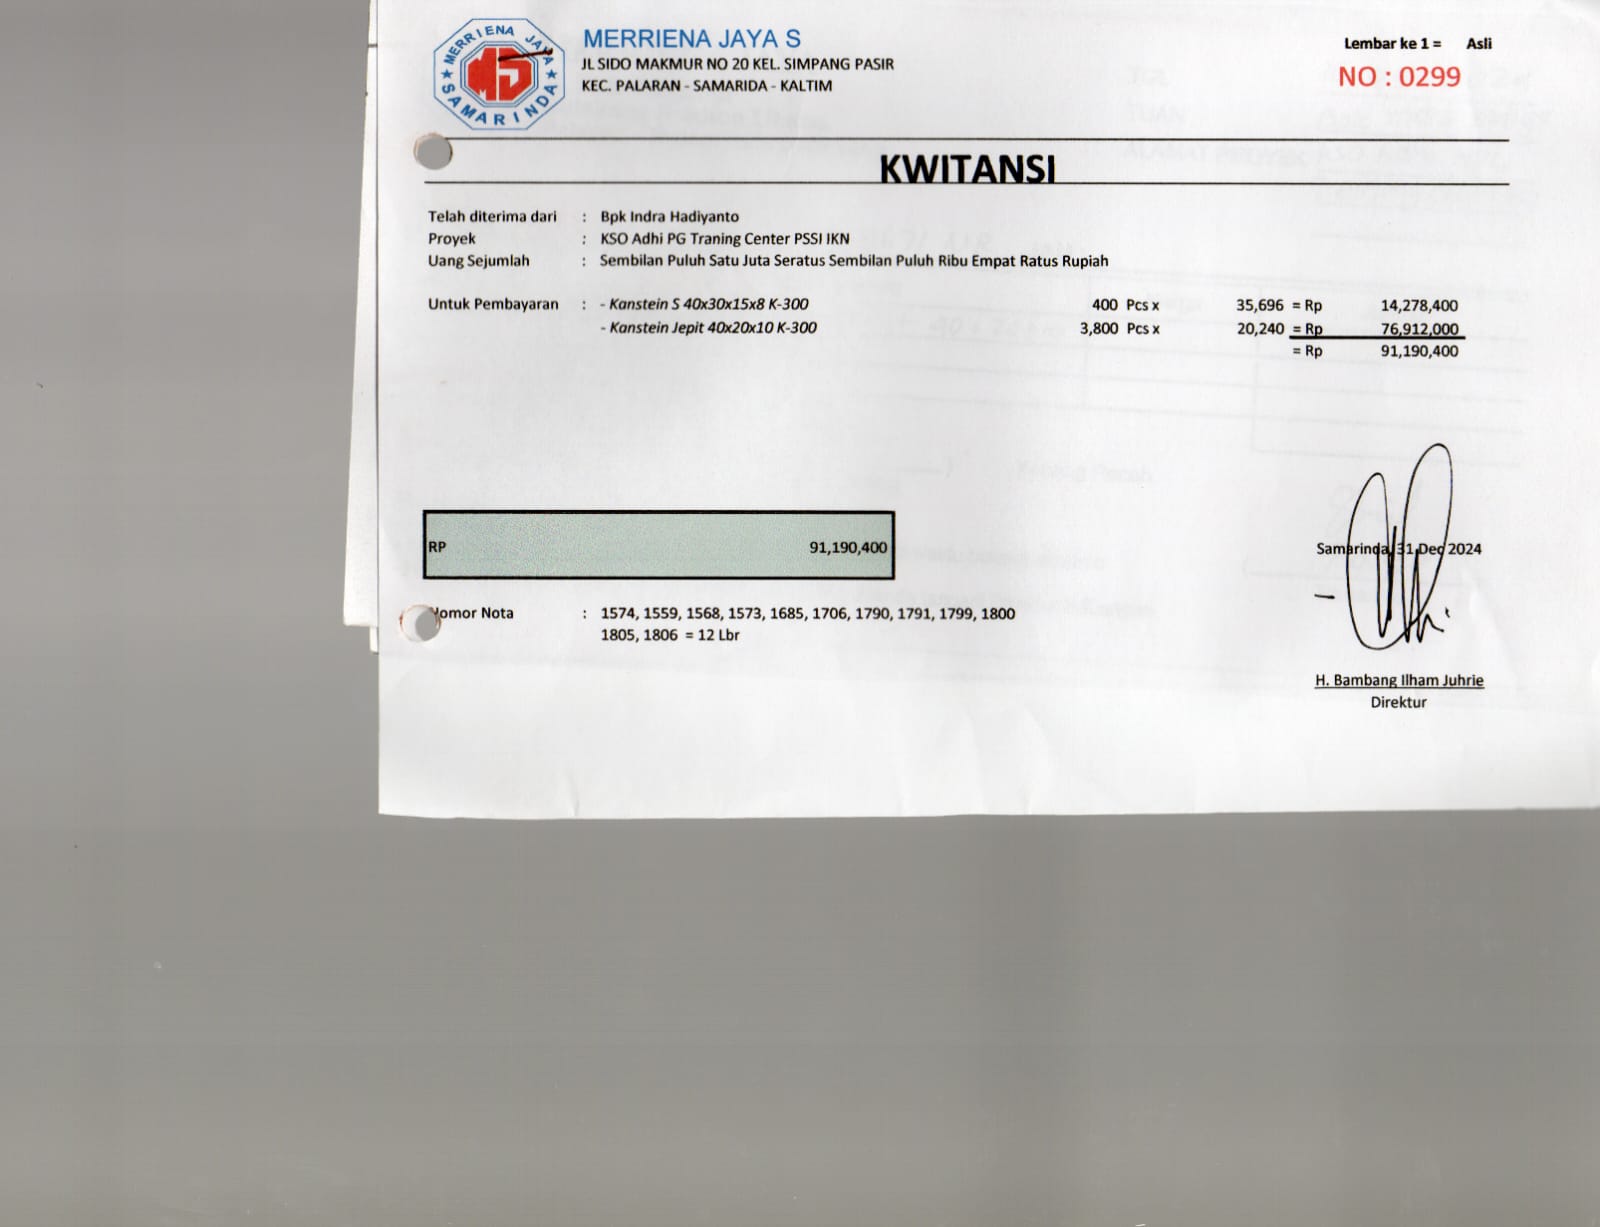 MERRIENA JAYA
★ SAMARINDA ★
MJ
MERRIENA JAYA S
JL SIDO MAKMUR NO 20 KEL. SIMPANG PASIR
KEC. PALARAN - SAMARIDA - KALTIM
Lembar ke 1 = Asli
NO : 0299
KWITANSI
Telah diterima dari : Bpk Indra Hadiyanto
Proyek : KSO Adhi PG Traning Center PSSI IKN
Uang Sejumlah : Sembilan Puluh Satu Juta Seratus Sembilan Puluh Ribu Empat Ratus Rupiah
Untuk Pembayaran : - Kanstein S 40x30x15x8 K-300 400 Pcs x 35,696 = Rp 14,278,400
- Kanstein Jepit 40x20x10 K-300 3,800 Pcs x 20,240 = Rp 76,912,000
= Rp 91,190,400
RP 91,190,400
Samarinda, 31 Dec 2024
Nomor Nota : 1574, 1559, 1568, 1573, 1685, 1706, 1790, 1791, 1799, 1800
1805, 1806 = 12 Lbr
H. Bambang Ilham Juhrie
Direktur